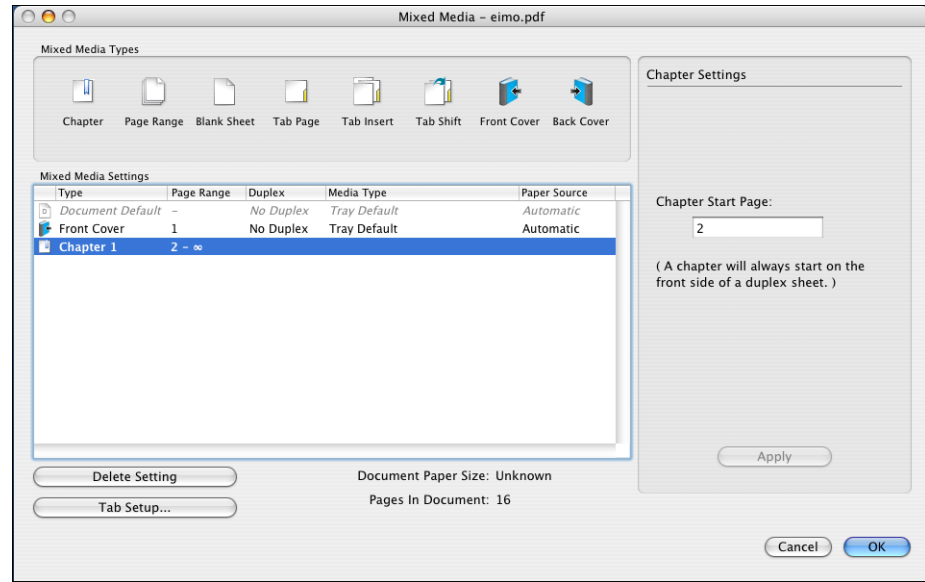 Mixed Media - eimo.pdf
Mixed Media Types
Chapter Page Range Blank Sheet Tab Page Tab Insert Tab Shift Front Cover Back Cover
Mixed Media Settings
Type Page Range Duplex Media Type Paper Source
D Document Default - No Duplex Tray Default Automatic
Front Cover 1 No Duplex Tray Default Automatic
Chapter 1 2 - ∞
Delete Setting
Tab Setup...
Document Paper Size: Unknown
Pages In Document: 16
Chapter Settings
Chapter Start Page:
2
( A chapter will always start on the
front side of a duplex sheet. )
Apply
Cancel OK